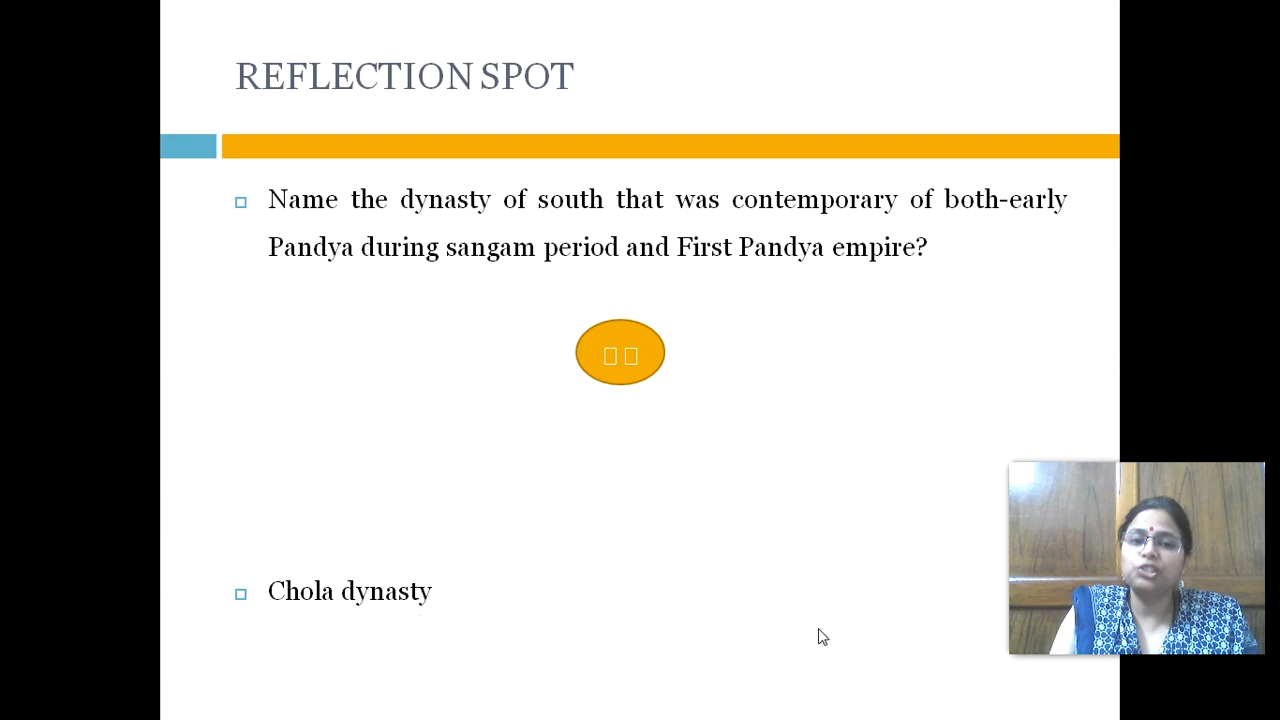 REFLECTION SPOT
Name the dynasty of south that was contemporary of both-early
Pandya during sangam period and First Pandya empire?
Chola dynasty